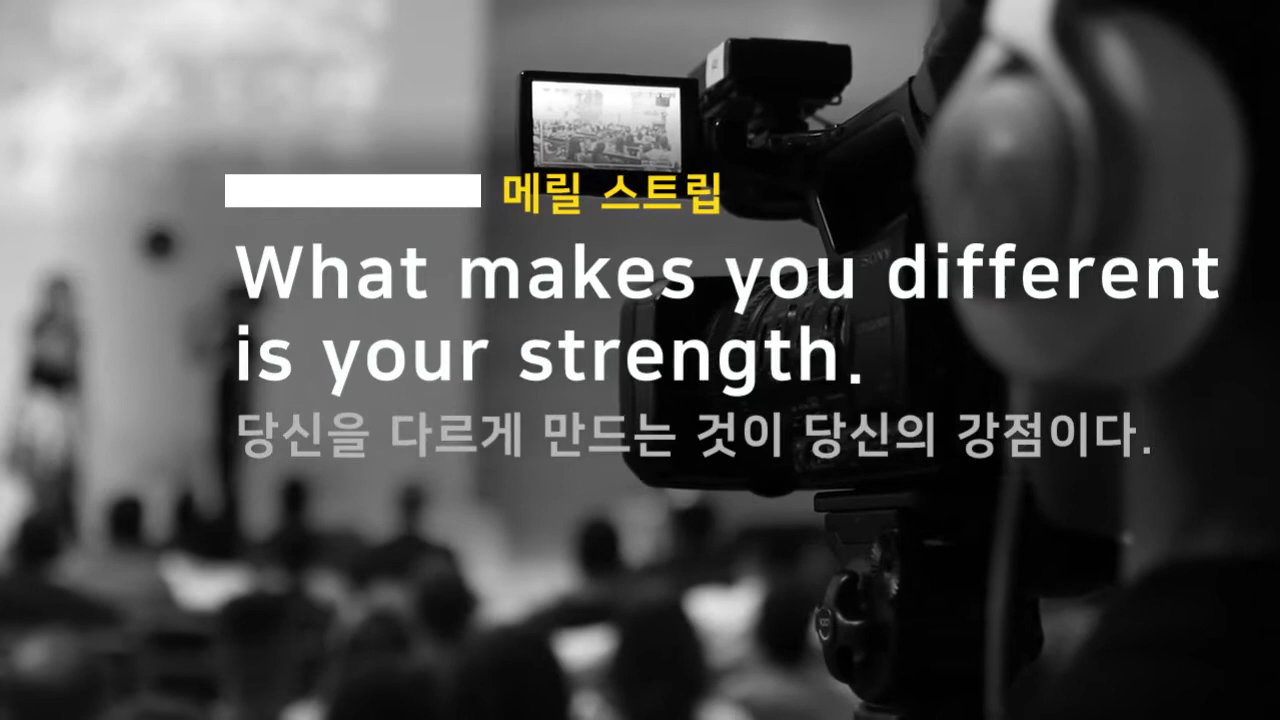 메릴 스트립
What makes you different
is your strength.
당신을 다르게 만드는 것이 당신의 강점이다.
SONY